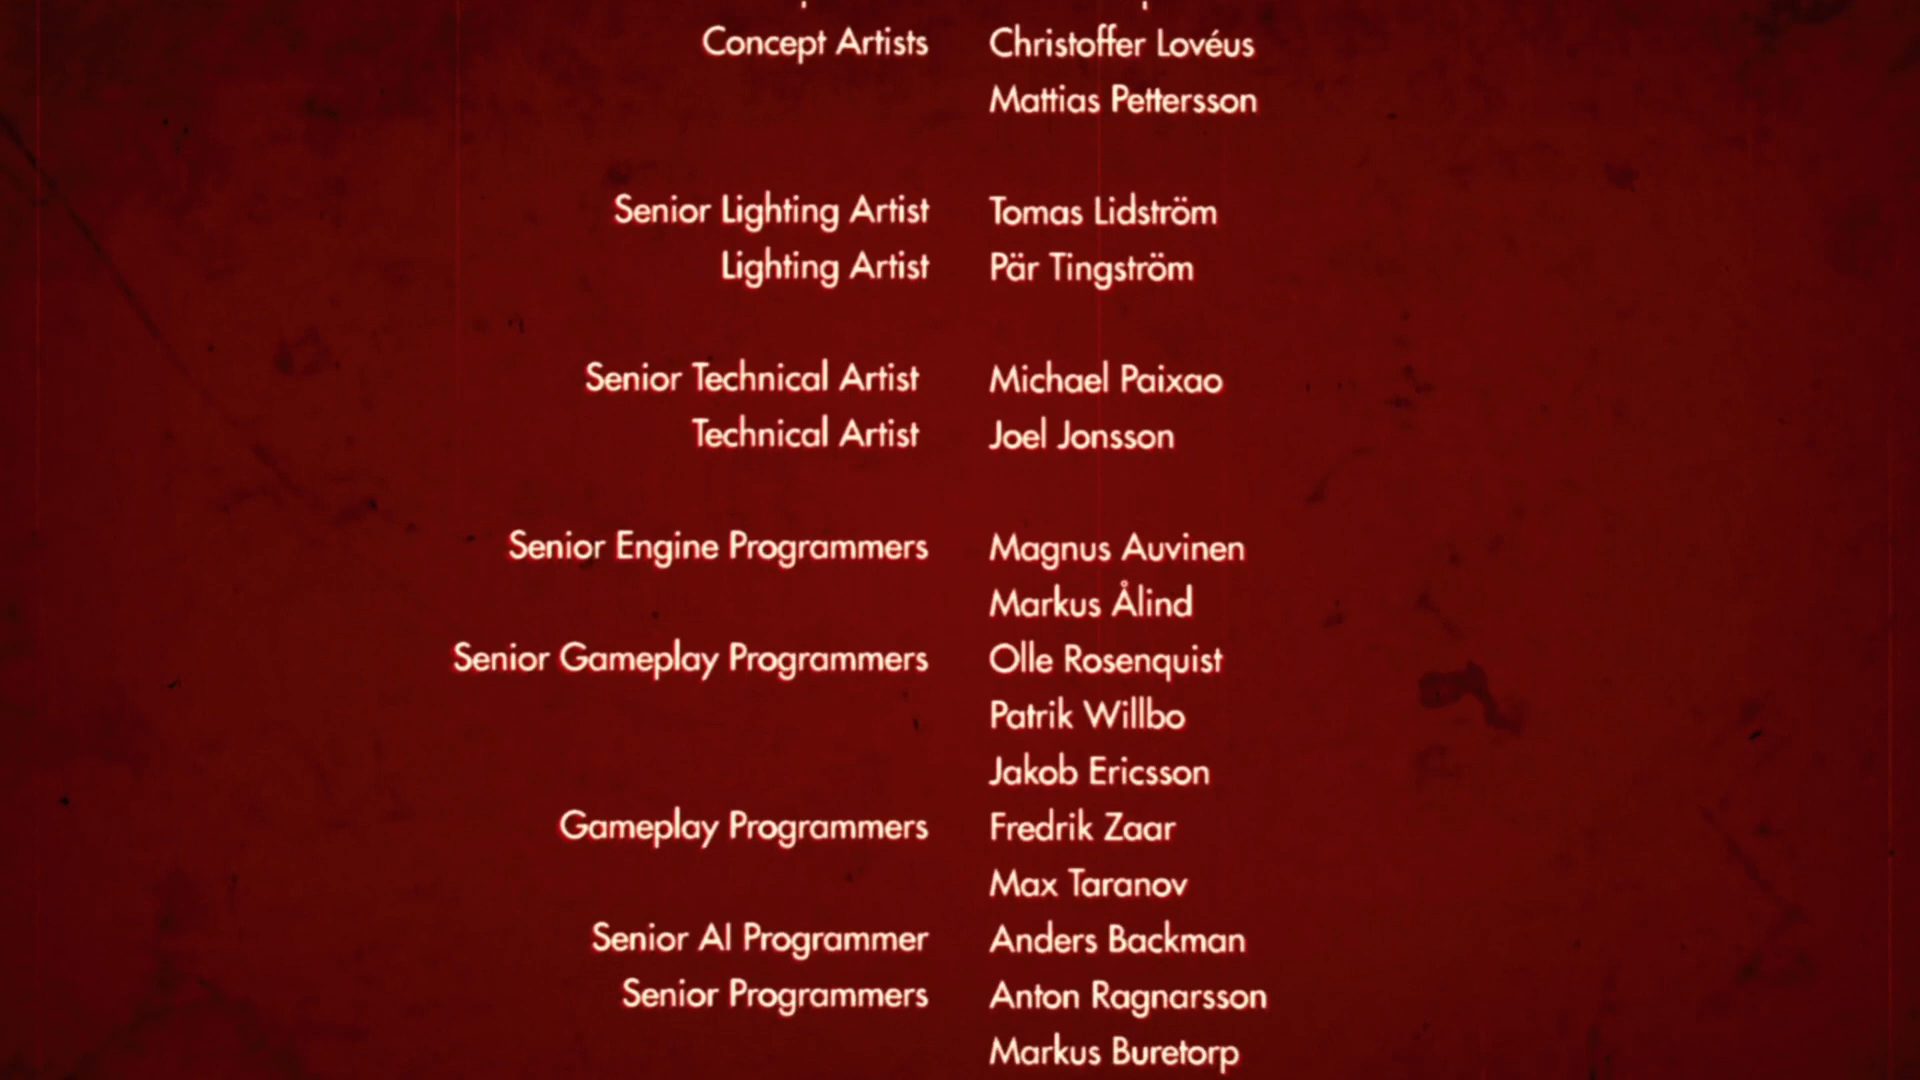 Concept Artists Christoffer Lovéus
Mattias Pettersson
Senior Lighting Artist Tomas Lidström
Lighting Artist Pär Tingström
Senior Technical Artist Michael Paixao
Technical Artist Joel Jonsson
Senior Engine Programmers Magnus Auvinen
Markus Ålind
Senior Gameplay Programmers Olle Rosenquist
Patrik Willbo
Jakob Ericsson
Gameplay Programmers Fredrik Zaar
Max Taranov
Senior AI Programmer Anders Backman
Senior Programmers Anton Ragnarsson
Markus Buretorp